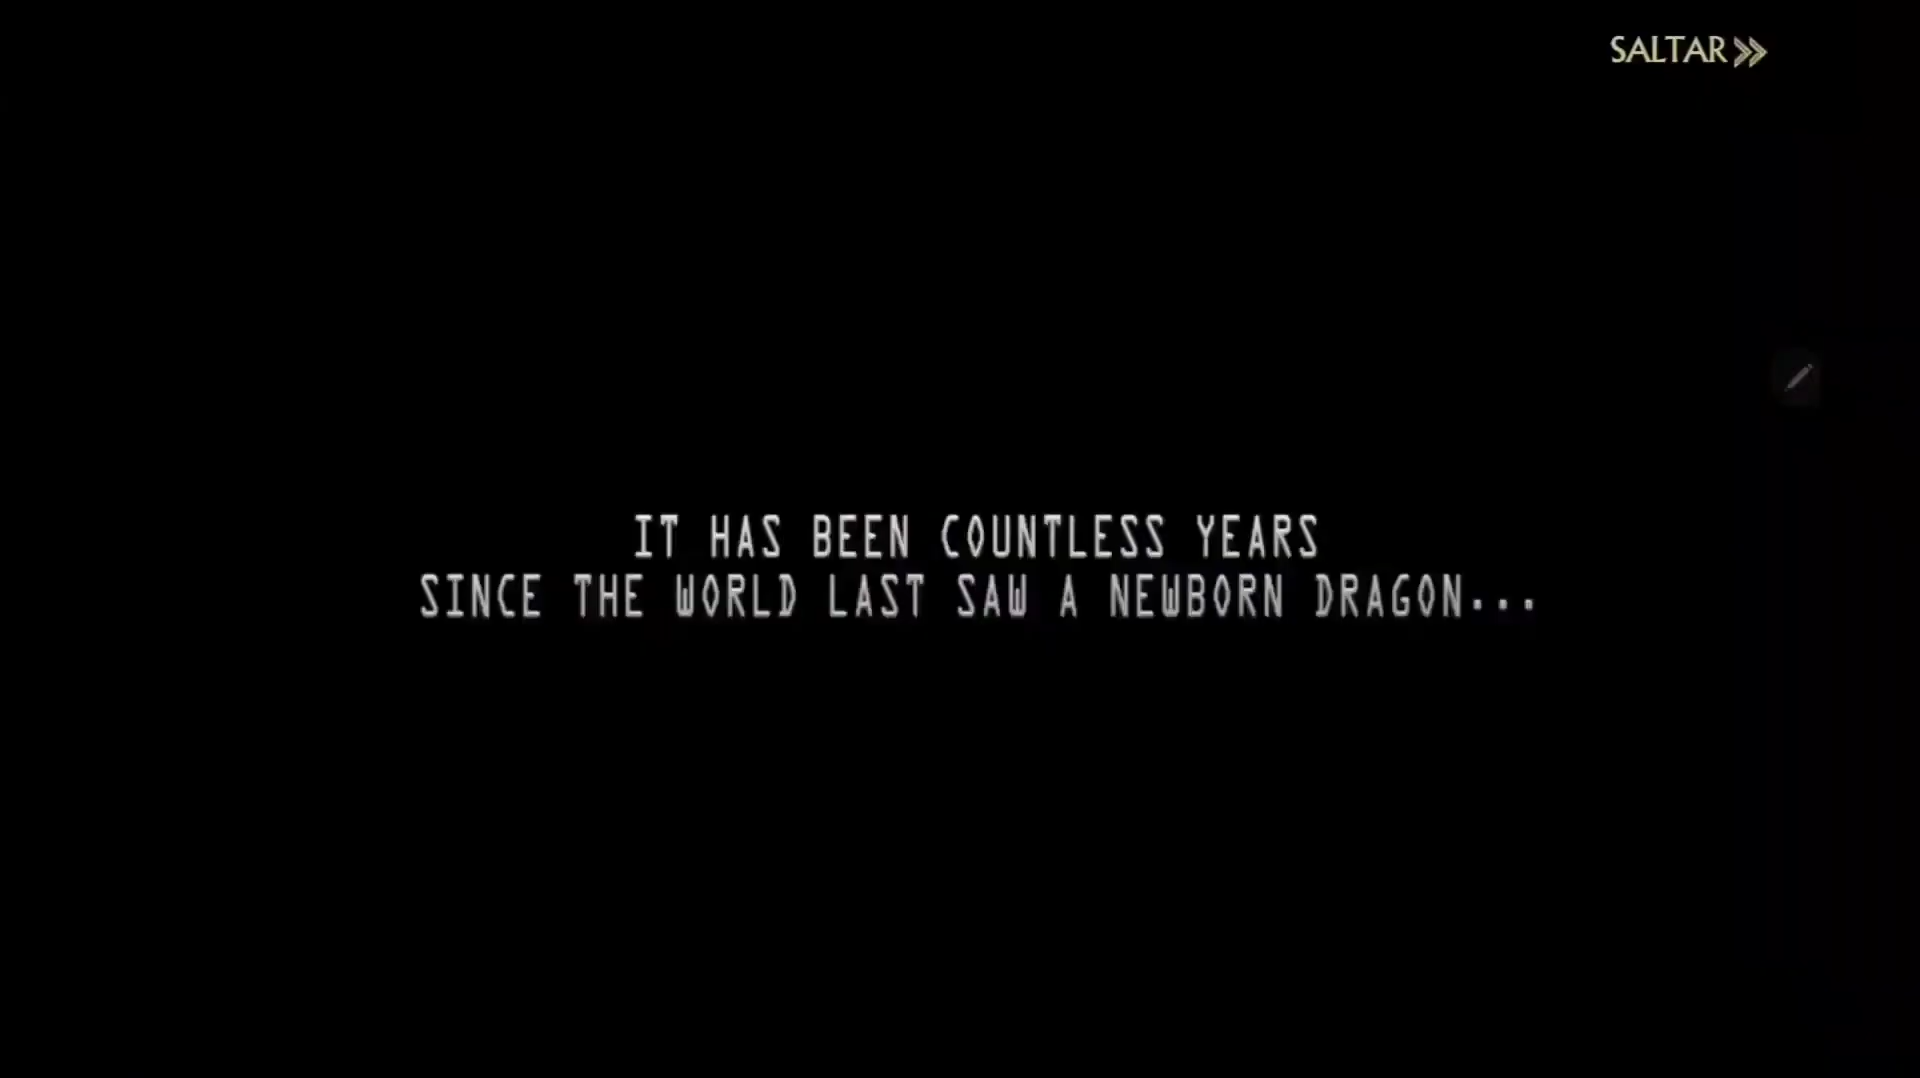 SALTAR
IT HAS BEEN COUNTLESS YEARS
SINCE THE WORLD LAST SAW A NEWBORN DRAGON...